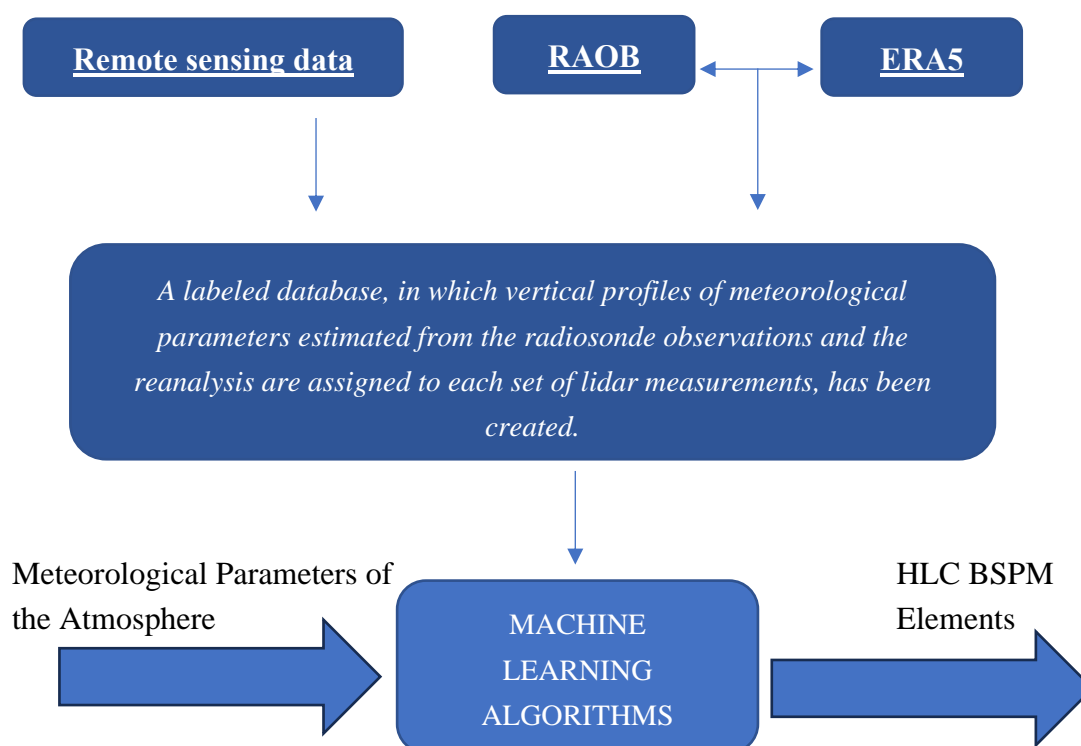 Remote sensing data
RAOB
ERA5
A labeled database, in which vertical profiles of meteorological
parameters estimated from the radiosonde observations and the
reanalysis are assigned to each set of lidar measurements, has been
created.
Meteorological Parameters of
the Atmosphere
MACHINE
LEARNING
ALGORITHMS
HLC BSPM
Elements